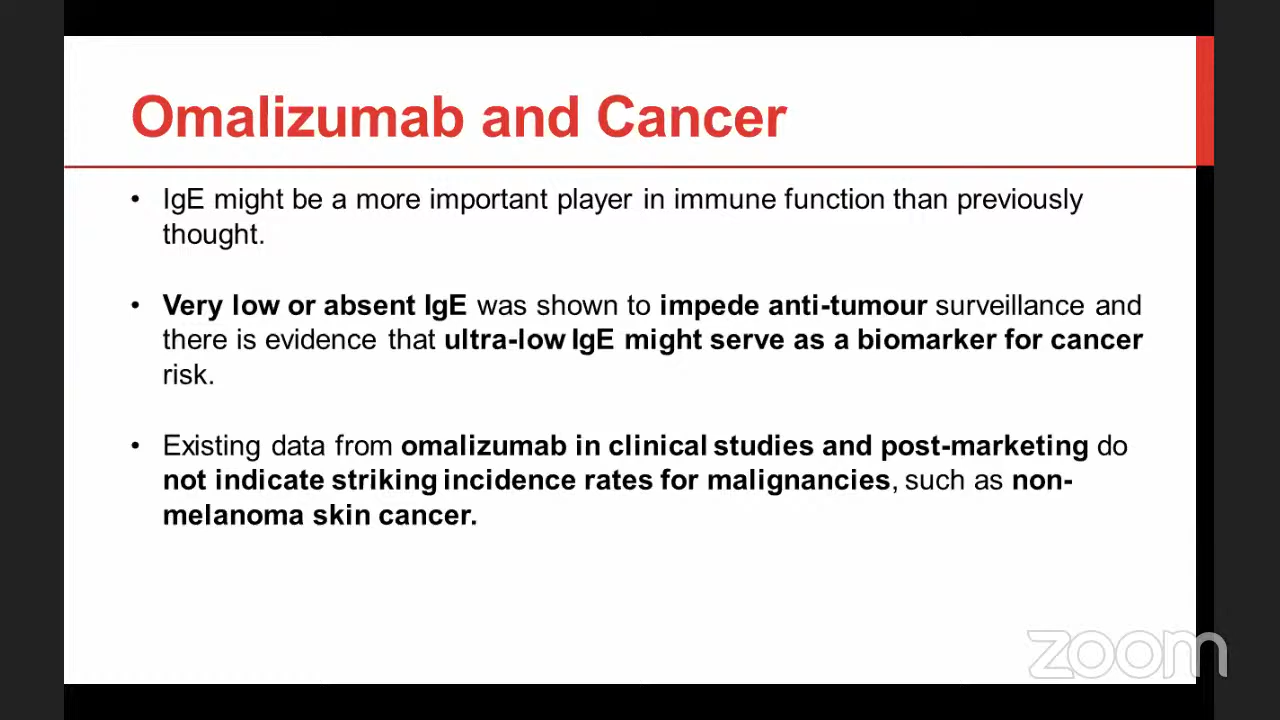 Omalizumab and Cancer
• IgE might be a more important player in immune function than previously
thought.
• Very low or absent IgE was shown to impede anti-tumour surveillance and
there is evidence that ultra-low IgE might serve as a biomarker for cancer
risk.
• Existing data from omalizumab in clinical studies and post-marketing do
not indicate striking incidence rates for malignancies, such as non-
melanoma skin cancer.
zoom